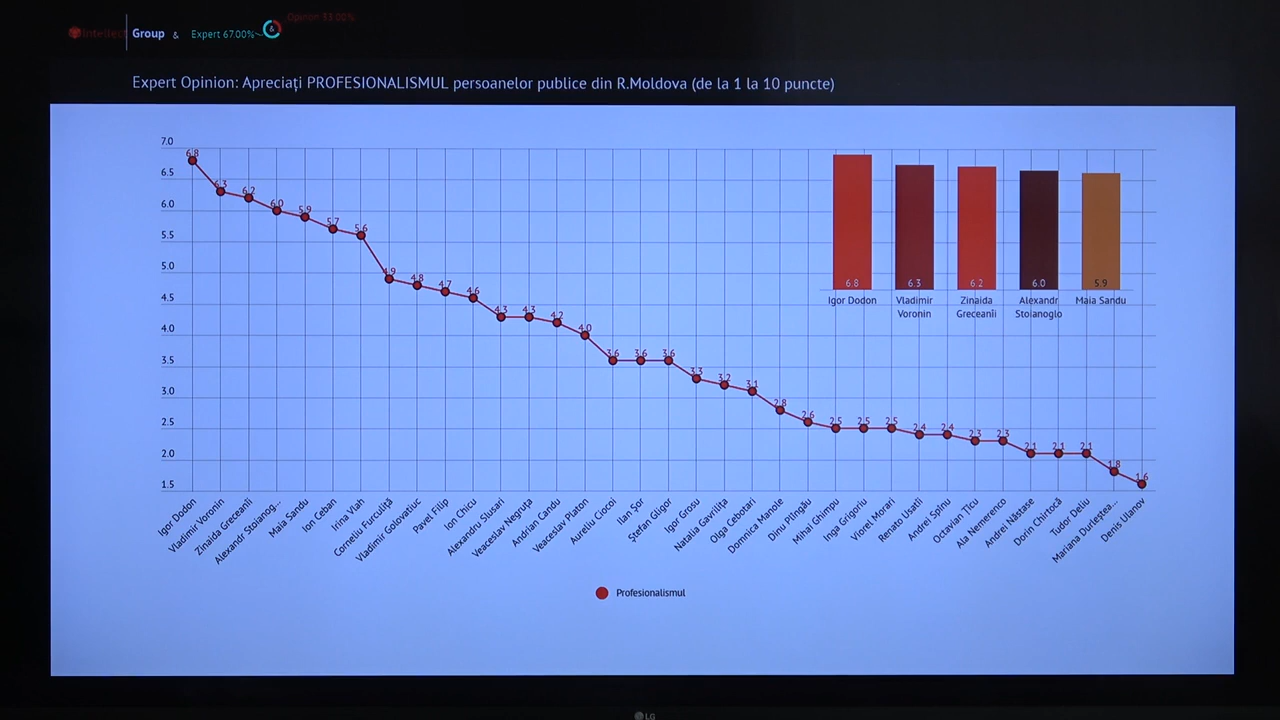 Opinion 33.00%
Intellect Group & Expert 67.00% &
Expert Opinion: Apreciați PROFESIONALISMUL persoanelor publice din R.Moldova (de la 1 la 10 puncte)
7.0
6.5
6.0
5.5
5.0
4.5
4.0
3.5
3.0
2.5
2.0
1.5
6.8
6.3
6.2
6.0
5.9
5.7
5.6
4.9
4.8
4.7
4.6
4.3
4.3
4.2
4.0
3.6
3.6
3.6
3.3
3.2
3.1
2.8
2.6
2.5
2.5
2.5
2.4
2.4
2.3
2.3
2.1
2.1
2.1
1.8
1.6
6.8
6.3
6.2
6.0
5.9
Igor Dodon
Vladimir
Voronin
Zinaida
Greceanîi
Alexandr
Stoianoglo
Maia Sandu
Igor Dodon
Vladimir Voronin
Zinaida Greceanîi
Alexandr Stoianog...
Maia Sandu
Ion Ceban
Irina Vlah
Corneliu Furculiță
Vladimir Golovatiuc
Pavel Filip
Ion Chicu
Alexandru Slusari
Veaceslav Negruța
Adrian Candu
Veaceslav Platon
Aureliu Ciocoi
Ilan Șor
Ștefan Gligor
Igor Grosu
Natalia Gavrilița
Olga Cebotari
Domnica Manole
Dinu Plîngău
Mihai Ghimpu
Inga Grigoriu
Viorel Morari
Renato Usatîi
Andrei Spînu
Octavian Țîcu
Ala Nemerenco
Andrei Năstase
Dorin Chirtoacă
Tudor Deliu
Mariana Durleștea...
Denis Ulanov
Profesionalismul
LG